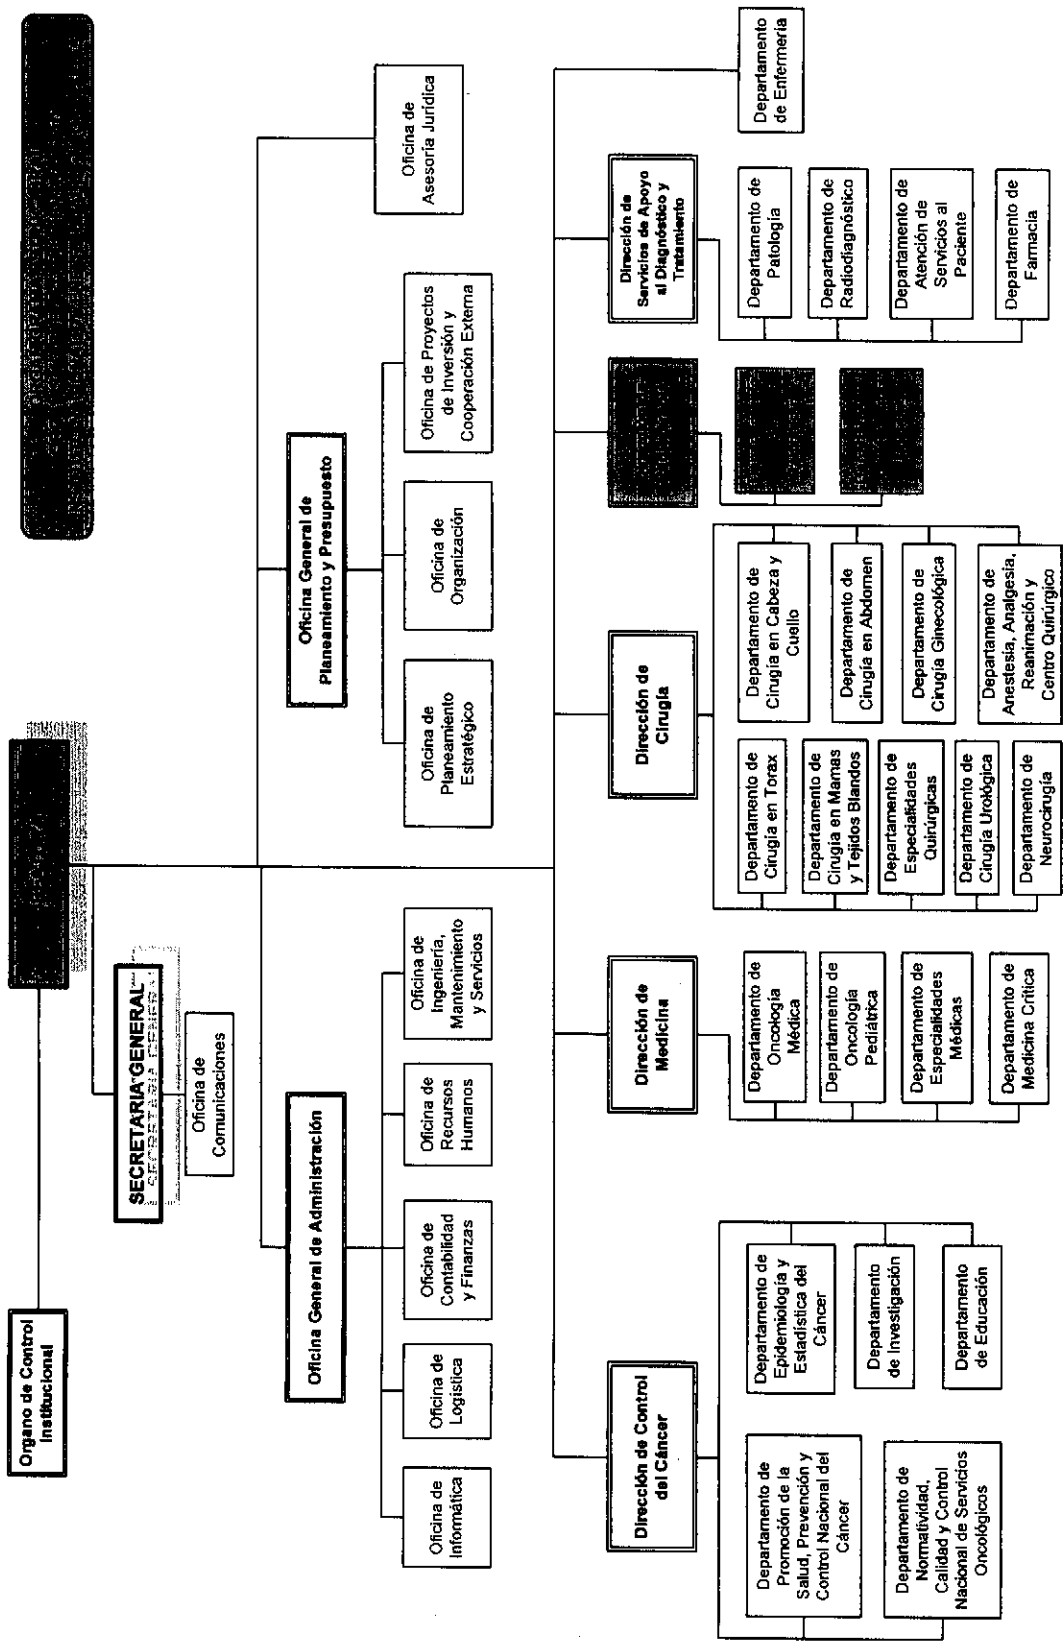 Organo de Control
Institucional
SECRETARIA GENERAL
Oficina de
Comunicaciones
Oficina General de Administración
Oficina de
Informática
Oficina de
Logística
Oficina de
Contabilidad
y Finanzas
Oficina de
Recursos
Humanos
Oficina de
Ingeniería,
Mantenimiento
y Servicios
Oficina General de
Planeamiento y Presupuesto
Oficina de
Planeamiento
Estratégico
Oficina de
Organización
Oficina de Proyectos
de Inversión y
Cooperación Externa
Oficina de
Asesoría Jurídica
Dirección de Control
del Cáncer
Departamento de
Promoción de la
Salud, Prevención y
Control Nacional del
Cáncer
Departamento de
Normatividad,
Calidad y Control
Nacional de Servicios
Oncológicos
Departamento de
Epidemiología y
Estadística del
Cáncer
Departamento
de Investigación
Departamento
de Educación
Dirección de
Medicina
Departamento de
Oncología
Médica
Departamento de
Oncología
Pediátrica
Departamento de
Especialidades
Médicas
Departamento de
Medicina Crítica
Dirección de
Cirugía
Departamento de
Cirugía en Torax
Departamento de
Cirugía en Mamas
y Tejidos Blandos
Departamento de
Especialidades
Quirúrgicas
Departamento de
Cirugía Urológica
Departamento de
Neurocirugía
Departamento de
Cirugía en Cabeza y
Cuello
Departamento de
Cirugía en Abdomen
Departamento de
Cirugía Ginecológica
Departamento de
Anestesia, Analgesia,
Reanimación y
Centro Quirúrgico
Dirección de
Servicios de Apoyo
al Diagnóstico y
Tratamiento
Departamento de
Patología
Departamento de
Radiodiagnóstico
Departamento de
Atención de
Servicios al
Paciente
Departamento de
Farmacia
Departamento
de Enfermería